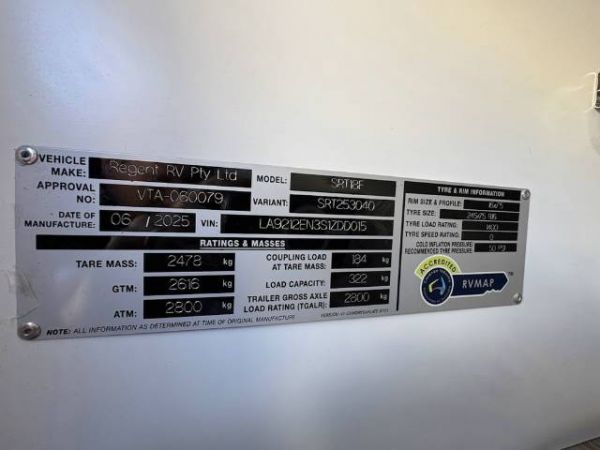 VEHICLE MAKE: Regent RV Pty Ltd MODEL: SRT18F
APPROVAL NO: VTA-060079 VARIANT: SRT253040
DATE OF MANUFACTURE: 06 / 2025 VIN: LA9212EN3S1ZDD015
RATINGS & MASSES
TARE MASS: 2478 kg COUPLING LOAD AT TARE MASS: 184 kg
GTM: 2616 kg LOAD CAPACITY: 322 kg
ATM: 2800 kg TRAILER GROSS AXLE LOAD RATING (TGALR): 2800 kg
NOTE: ALL INFORMATION AS DETERMINED AT TIME OF ORIGINAL MANUFACTURE
TYRE & RIM INFORMATION
RIM SIZE & PROFILE:
TYRE SIZE: 245/75 R16
TYRE LOAD RATING:
TYRE SPEED RATING:
COLD INFLATION PRESSURE
RECOMMENDED TYRE PRESSURE: 50 PSI
ACCREDITED
RVMAP ™